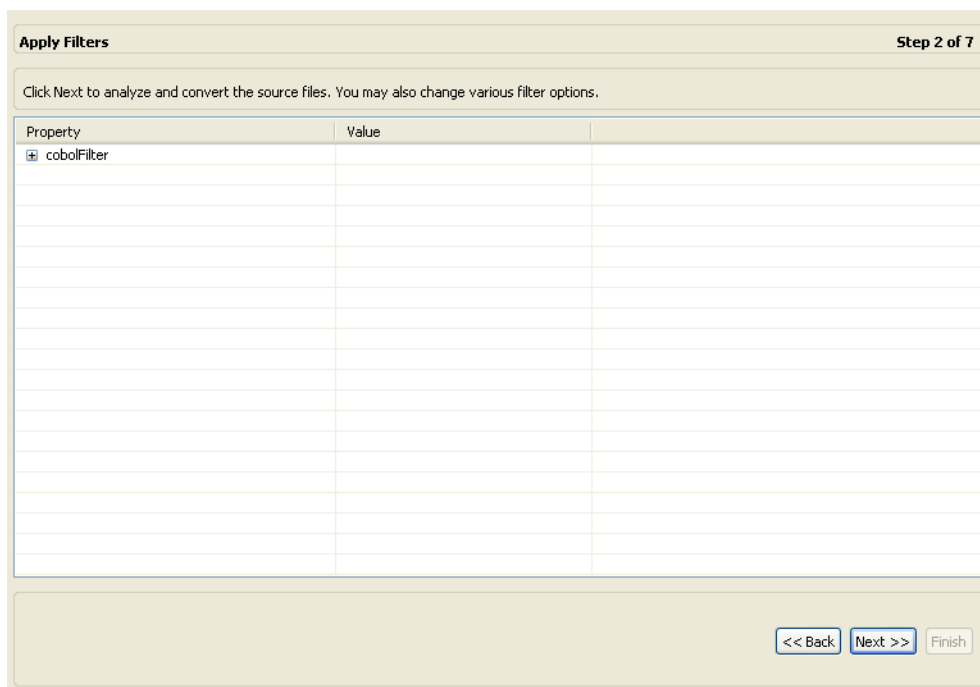 Apply Filters Step 2 of 7
Click Next to analyze and convert the source files. You may also change various filter options.
Property Value
cobolFilter
<< Back Next >> Finish